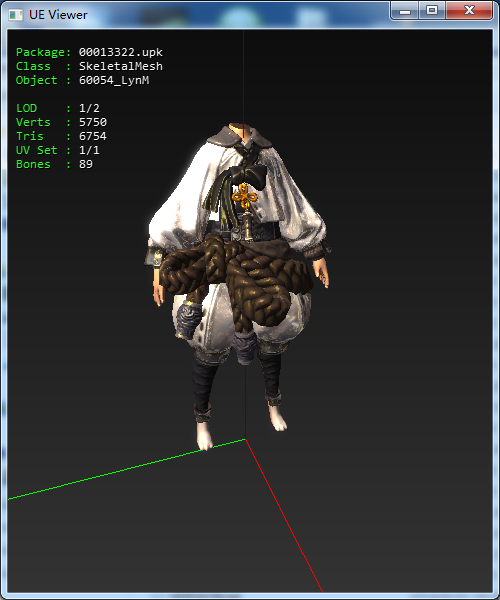 UE Viewer
Package: 00013322.upk
Class : SkeletalMesh
Object : 60054_LynM
LOD : 1/2
Verts : 5750
Tris : 6754
UV Set : 1/1
Bones : 89